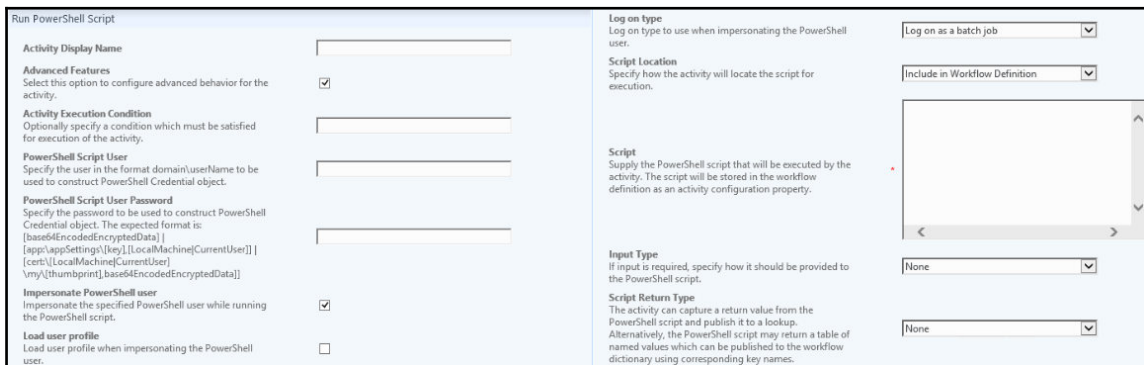 Run PowerShell Script
Activity Display Name
Advanced Features
Select this option to configure advanced behavior for the
activity.
Activity Execution Condition
Optionally specify a condition which must be satisfied
for execution of the activity.
PowerShell Script User
Specify the user in the format domain\userName to be
used to construct PowerShell Credential object.
PowerShell Script User Password
Specify the password to be used to construct PowerShell
Credential object. The expected format is:
[base64EncodedEncryptedData] |
[app:\appSettings\[key],[LocalMachine|CurrentUser]] |
[cert:\[LocalMachine|CurrentUser]
\my\[thumbprint],base64EncodedEncryptedData]]
Impersonate PowerShell user
Impersonate the specified PowerShell user while running
the PowerShell script.
Load user profile
Load user profile when impersonating the PowerShell
user.
Log on type
Log on type to use when impersonating the PowerShell
user.
Log on as a batch job
Script Location
Specify how the activity will locate the script for
execution.
Include in Workflow Definition
Script
Supply the PowerShell script that will be executed by the
activity. The script will be stored in the workflow
definition as an activity configuration property.
*
Input Type
If input is required, specify how it should be provided to
the PowerShell script.
None
Script Return Type
The activity can capture a return value from the
PowerShell script and publish it to a lookup.
Alternatively, the PowerShell script may return a table of
named values which can be published to the workflow
dictionary using corresponding key names.
None